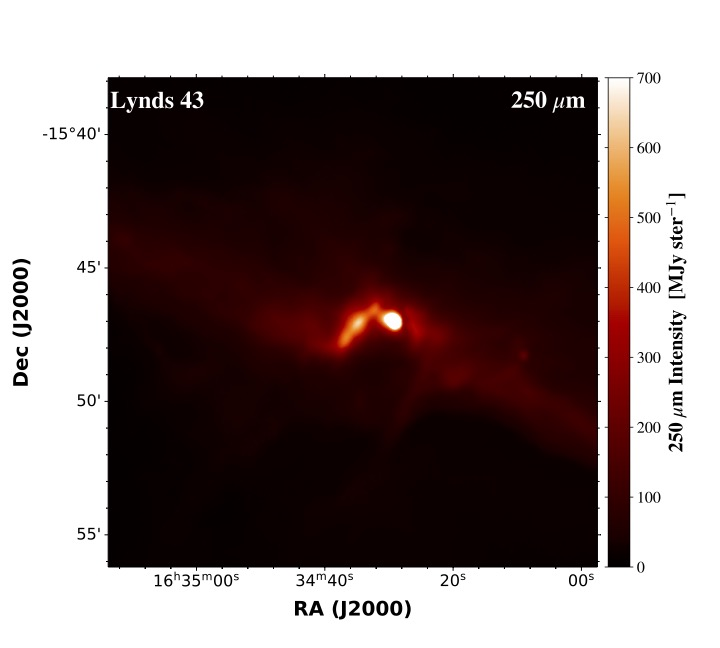 Lynds 43
250 μm
-15°40'
45'
50'
55'
Dec (J2000)
16ʰ35ᵐ00ˢ
34ᵐ40ˢ
20ˢ
00ˢ
RA (J2000)
700
600
500
400
300
200
100
0
250 μm Intensity [MJy ster⁻¹]